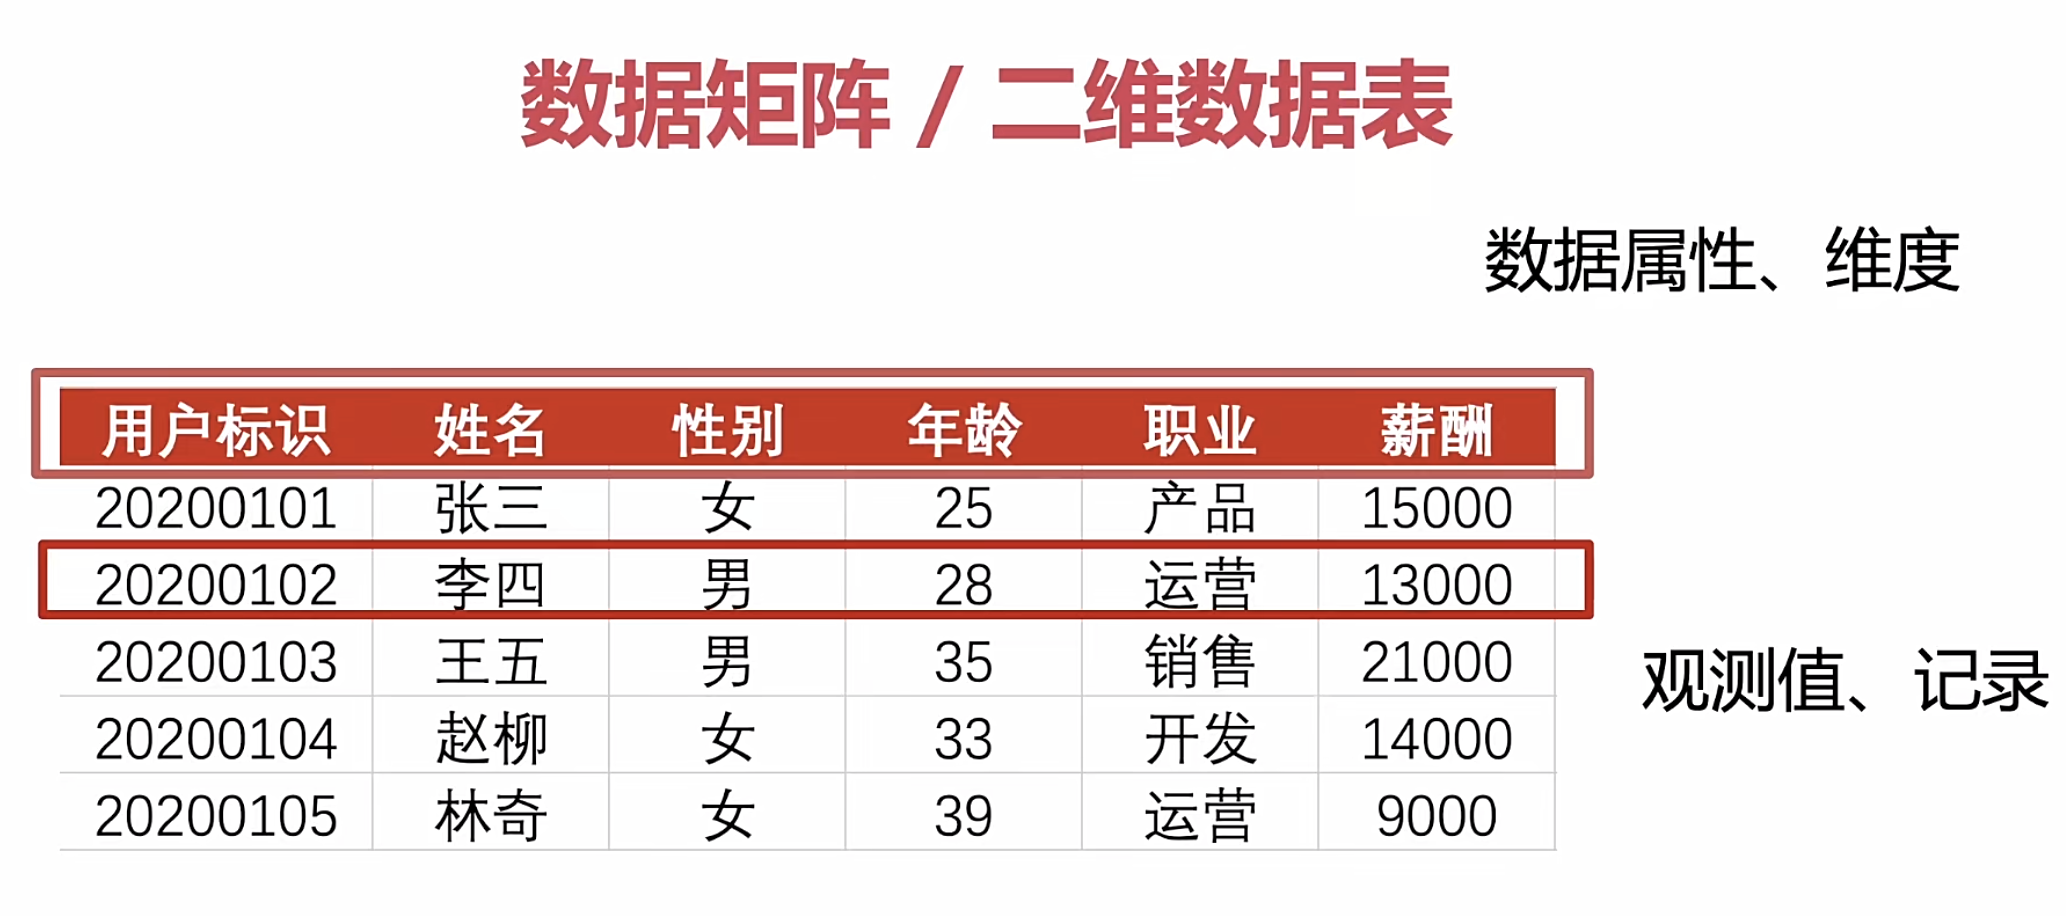 数据矩阵 / 二维数据表
数据属性、维度
用户标识 姓名 性别 年龄 职业 薪酬
20200101 张三 女 25 产品 15000
20200102 李四 男 28 运营 13000
20200103 王五 男 35 销售 21000
观测值、记录
20200104 赵柳 女 33 开发 14000
20200105 林奇 女 39 运营 9000